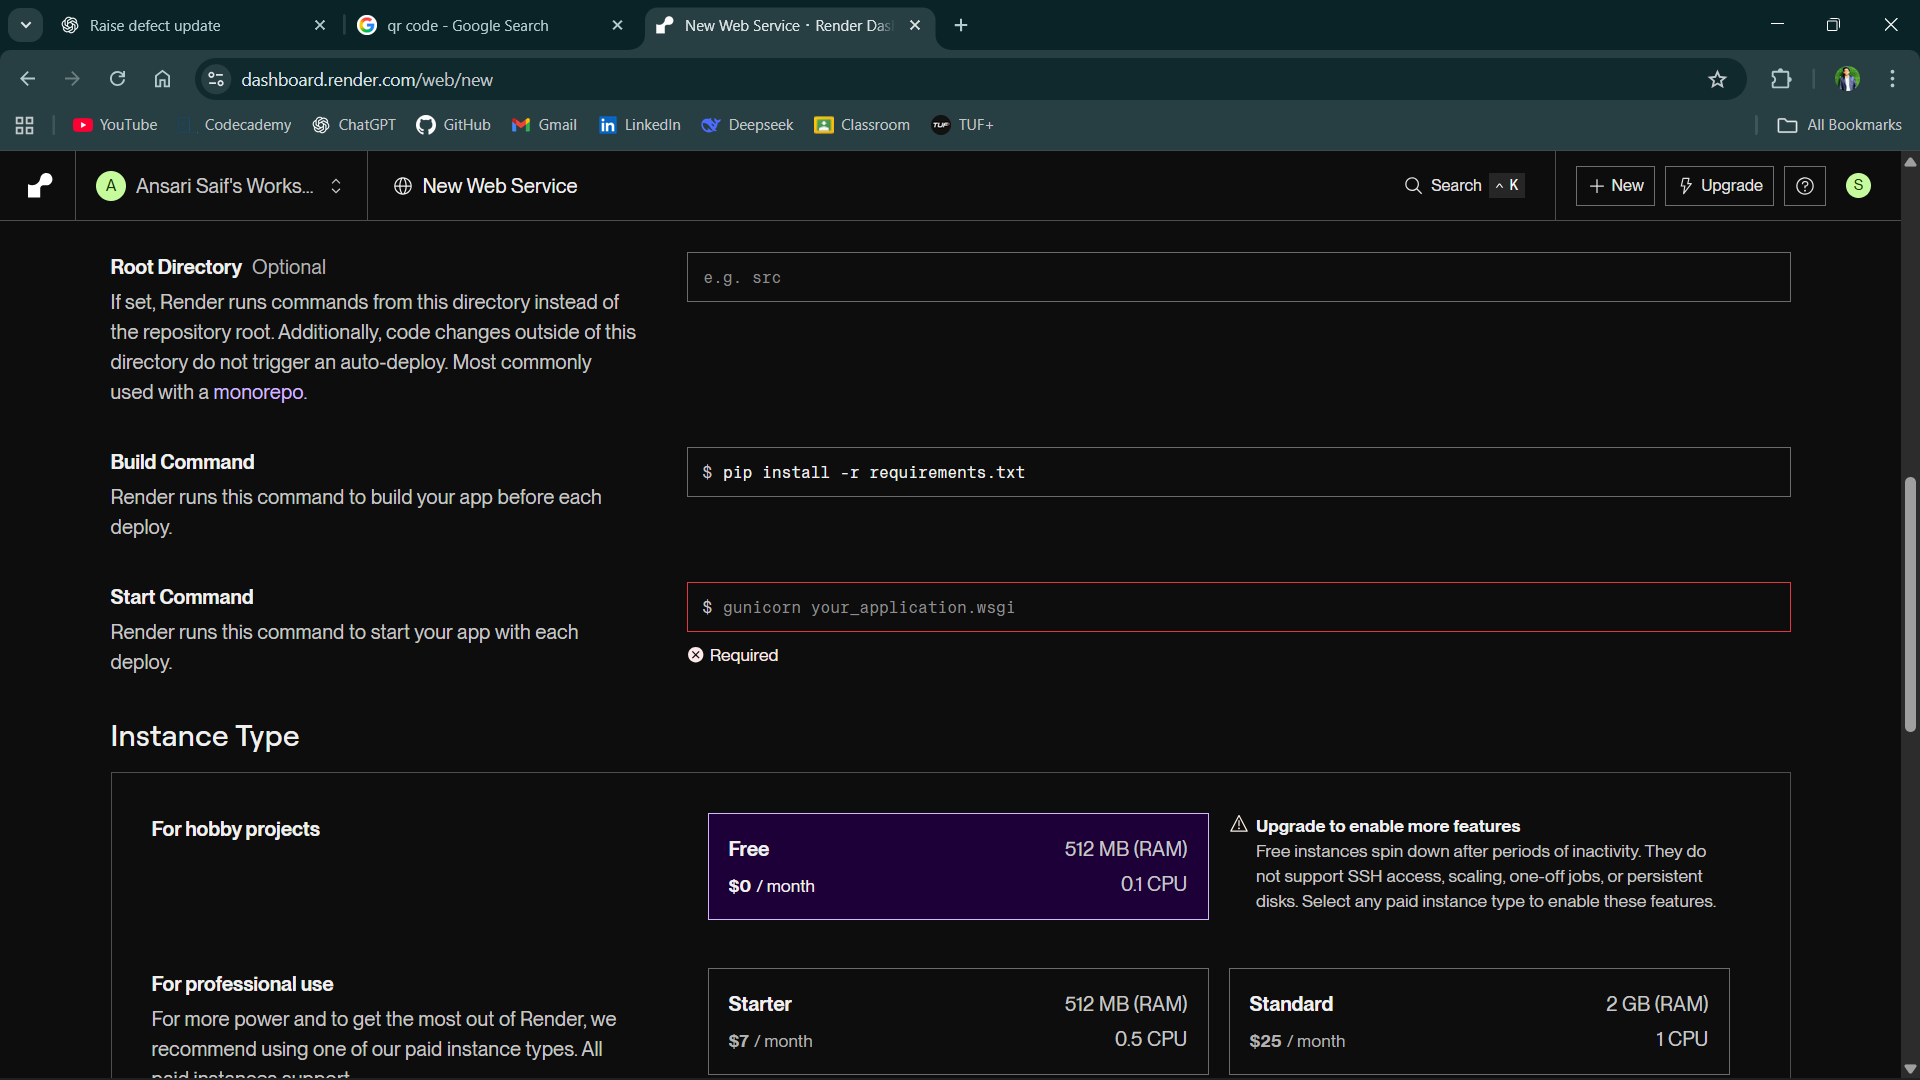 Raise defect update
qr code - Google Search
New Web Service · Render Das
dashboard.render.com/web/new
YouTube
Codecademy
ChatGPT
GitHub
Gmail
LinkedIn
Deepseek
Classroom
TUF+
All Bookmarks
A
Ansari Saif's Works...
New Web Service
Search ^ K
+ New
Upgrade
S
Root Directory Optional
If set, Render runs commands from this directory instead of
the repository root. Additionally, code changes outside of this
directory do not trigger an auto-deploy. Most commonly
used with a monorepo.
e.g. src
Build Command
Render runs this command to build your app before each
deploy.
$ pip install -r requirements.txt
Start Command
Render runs this command to start your app with each
deploy.
$ gunicorn your_application.wsgi
Required
Instance Type
For hobby projects
Free 512 MB (RAM)
$0 / month 0.1 CPU
Upgrade to enable more features
Free instances spin down after periods of inactivity. They do
not support SSH access, scaling, one-off jobs, or persistent
disks. Select any paid instance type to enable these features.
For professional use
For more power and to get the most out of Render, we
recommend using one of our paid instance types. All
paid instances support
Starter 512 MB (RAM)
$7 / month 0.5 CPU
Standard 2 GB (RAM)
$25 / month 1 CPU